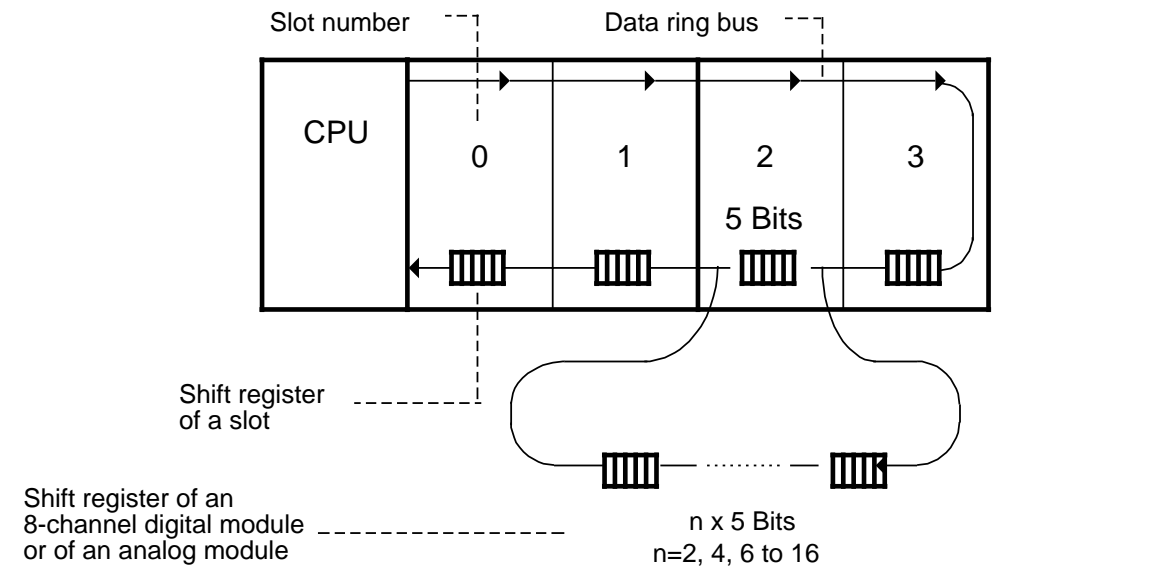 Slot number
Data ring bus
CPU
0
1
2
3
5 Bits
Shift register
of a slot
Shift register of an
8-channel digital module
or of an analog module
n x 5 Bits
n=2, 4, 6 to 16